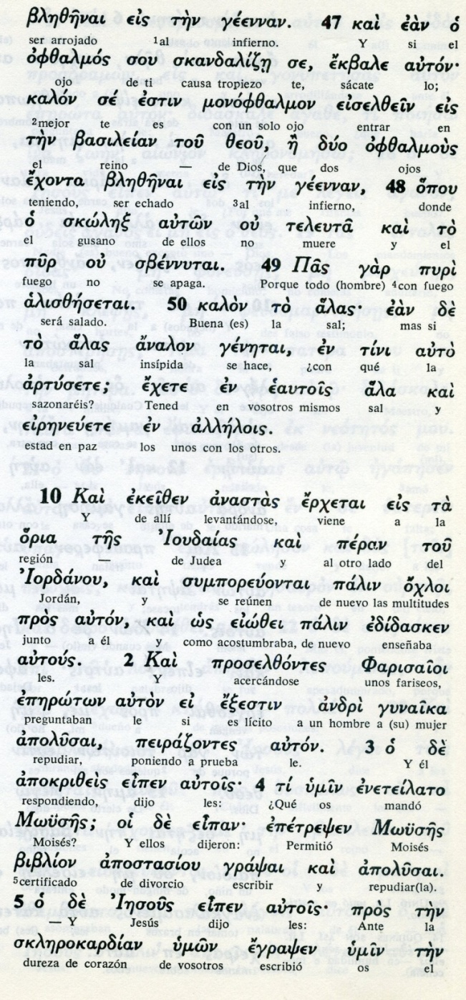 βληθῆναι εἰς τὴν γέενναν. 47 καὶ ἐὰν ὁ
ser arrojado ¹al infierno. Y si el
ὀφθαλμός σου σκανδαλίζῃ σε, ἔκβαλε αὐτόν·
ojo de ti causa tropiezo te, sácate lo;
καλόν σέ ἐστιν μονόφθαλμον εἰσελθεῖν εἰς
²mejor te es con un solo ojo entrar en
τὴν βασιλείαν τοῦ θεοῦ, ἢ δύο ὀφθαλμοὺς
el reino — de Dios, que dos ojos
ἔχοντα βληθῆναι εἰς τὴν γέενναν, 48 ὅπου
teniendo, ser echado ³al infierno, donde
ὁ σκώληξ αὐτῶν οὐ τελευτᾷ καὶ τὸ
el gusano de ellos no muere y el
πῦρ οὐ σβέννυται. 49 Πᾶς γὰρ πυρὶ
fuego no se apaga. Porque todo (hombre) ⁴con fuego
ἁλισθήσεται. 50 καλὸν τὸ ἅλας· ἐὰν δὲ
será salado. Buena (es) la sal; mas si
τὸ ἅλας ἄναλον γένηται, ἐν τίνι αὐτὸ
la sal insípida se hace, ¿con qué la
ἀρτύσετε; ἔχετε ἐν ἑαυτοῖς ἅλα καὶ
sazonaréis? Tened en vosotros mismos sal y
εἰρηνεύετε ἐν ἀλλήλοις.
estad en paz los unos con los otros.
10 Καὶ ἐκεῖθεν ἀναστὰς ἔρχεται εἰς τὰ
Y de allí levantándose, viene a la
ὅρια τῆς Ἰουδαίας καὶ πέραν τοῦ
región — de Judea y al otro lado del
Ἰορδάνου, καὶ συμπορεύονται πάλιν ὄχλοι
Jordán, y se reúnen de nuevo las multitudes
πρὸς αὐτόν, καὶ ὡς εἰώθει πάλιν ἐδίδασκεν
junto a él y como acostumbraba, de nuevo enseñaba
αὐτούς. 2 Καὶ προσελθόντες Φαρισαῖοι
les. Y acercándose unos fariseos,
ἐπηρώτων αὐτὸν εἰ ἔξεστιν ἀνδρὶ γυναῖκα
preguntaban le si es lícito a un hombre a (su) mujer
ἀπολῦσαι, πειράζοντες αὐτόν. 3 ὁ δὲ
repudiar, poniendo a prueba le. Y él
ἀποκριθεὶς εἶπεν αὐτοῖς· 4 τί ὑμῖν ἐνετείλατο
respondiendo dijo les: ¿Qué os mandó
Μωϋσῆς; οἱ δὲ εἶπαν· ἐπέτρεψεν Μωϋσῆς
Moisés? Y ellos dijeron: Permitió Moisés
βιβλίον ἀποστασίου γράψαι καὶ ἀπολῦσαι.
⁵certificado de divorcio escribir y repudiar(la).
5 ὁ δὲ Ἰησοῦς εἶπεν αὐτοῖς· πρὸς τὴν
Y — Jesús dijo les: Ante la
σκληροκαρδίαν ὑμῶν ἔγραψεν ὑμῖν τὴν
dureza de corazón de vosotros escribió os el